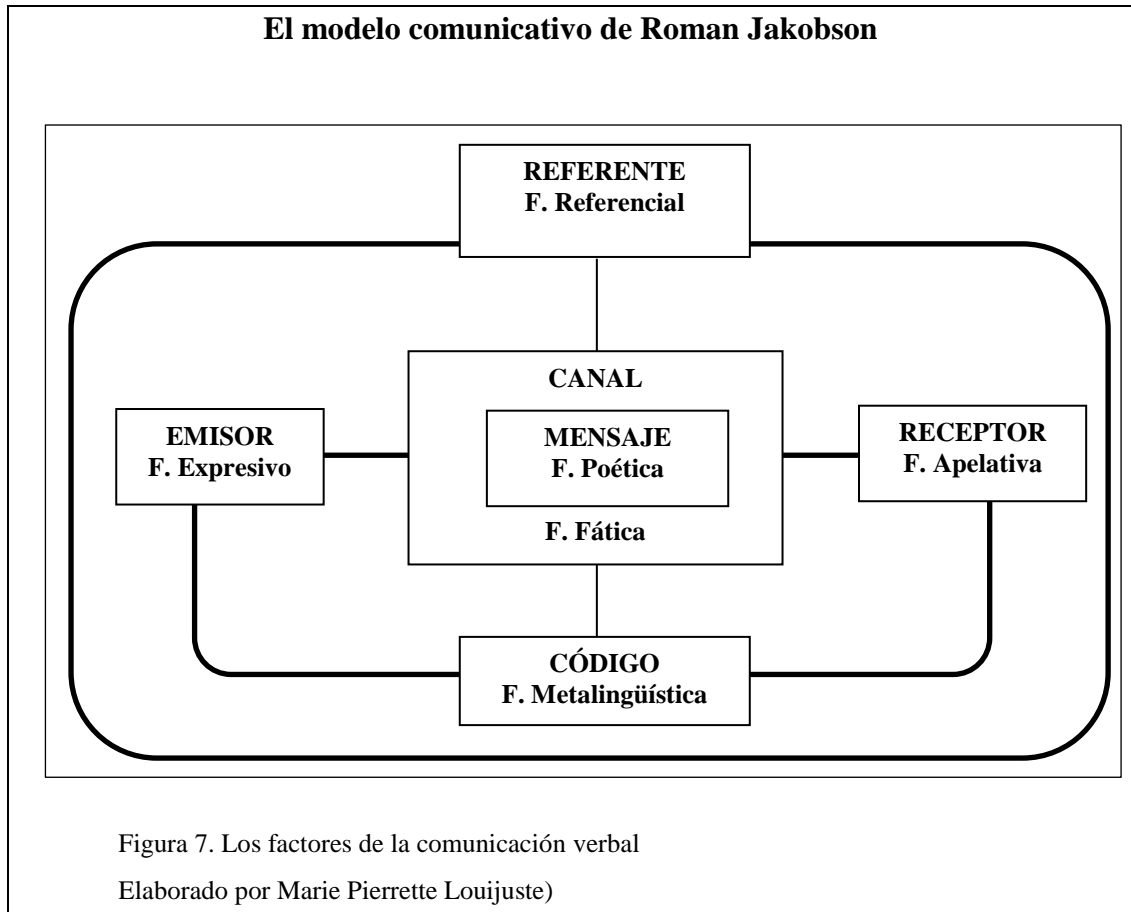 El modelo comunicativo de Roman Jakobson
REFERENTE
F. Referencial
CANAL
EMISOR
F. Expresivo
MENSAJE
F. Poética
RECEPTOR
F. Apelativa
F. Fática
CÓDIGO
F. Metalingüística
Figura 7. Los factores de la comunicación verbal
Elaborado por Marie Pierrette Louijuste)